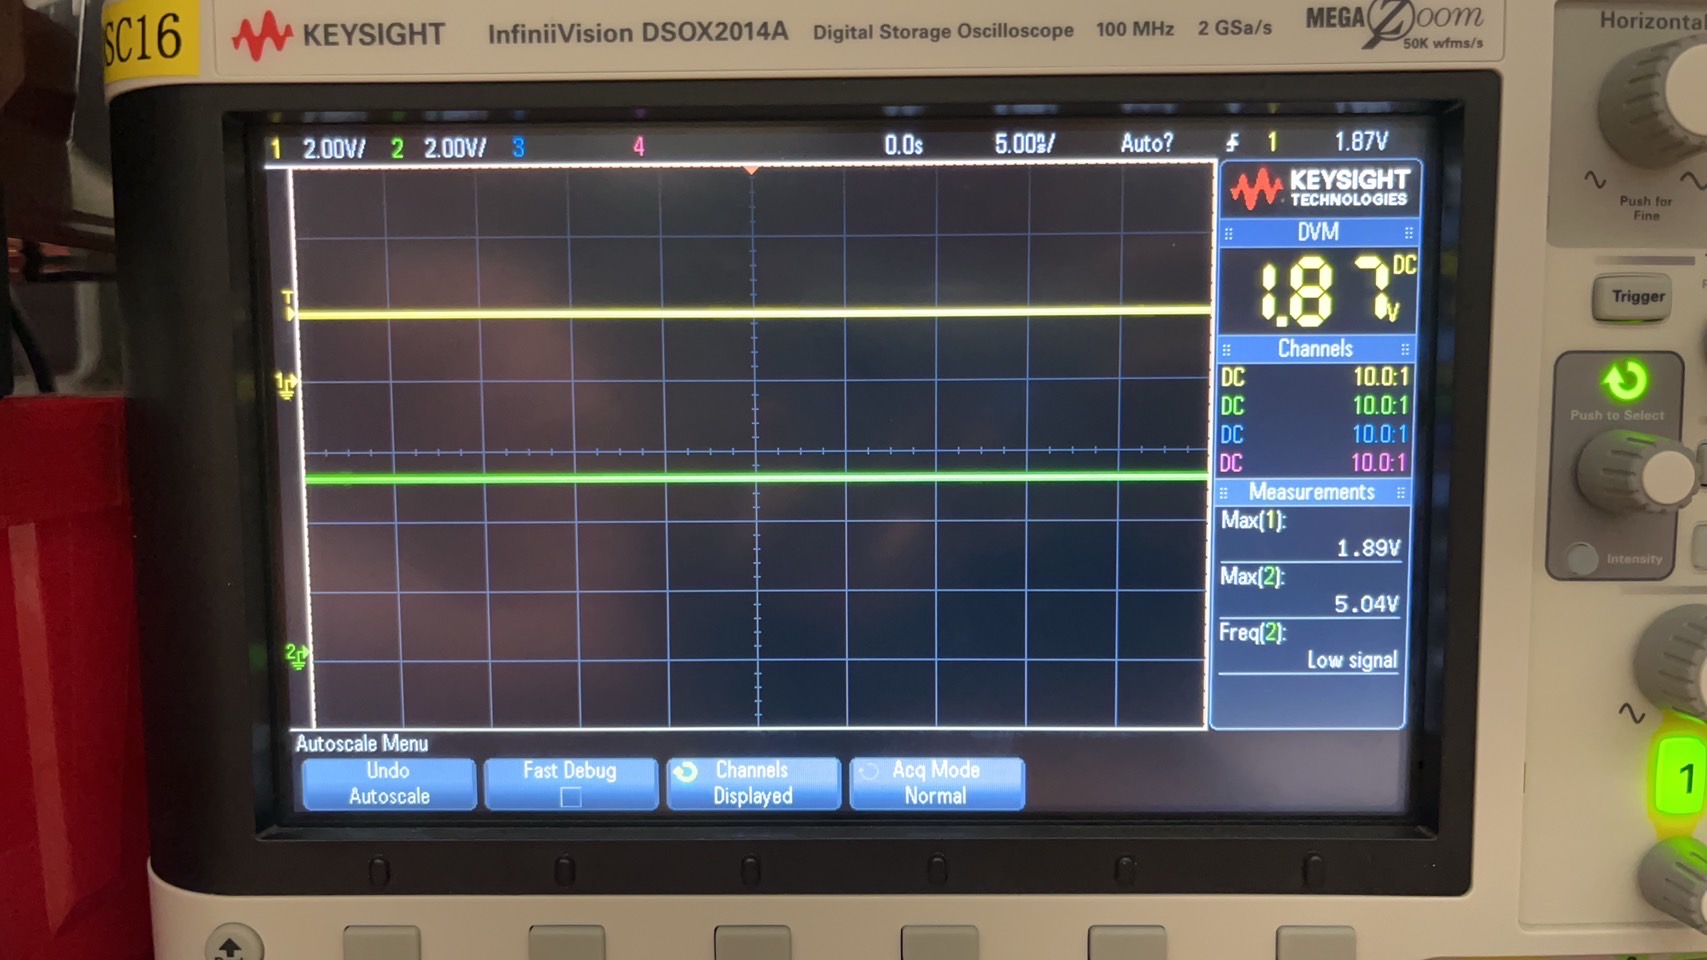 SC16
KEYSIGHT InfiniiVision DSOX2014A Digital Storage Oscilloscope 100 MHz 2 GSa/s MEGA Zoom
50K wfms/s
Horizontal
1 2.00V/ 2 2.00V/ 3 4 0.0s 5.00ms/ Auto? 1 1.87V
KEYSIGHT
TECHNOLOGIES
DVM
1.87 DC
V
Channels
DC 10.0:1
DC 10.0:1
DC 10.0:1
DC 10.0:1
Measurements
Max(1):
1.89V
Max(2):
5.04V
Freq(2):
Low signal
T
1
2
Autoscale Menu
Undo
Autoscale
Fast Debug
Channels
Displayed
Acq Mode
Normal
Push for
Fine
Trigger
Push to Select
Intensity
1